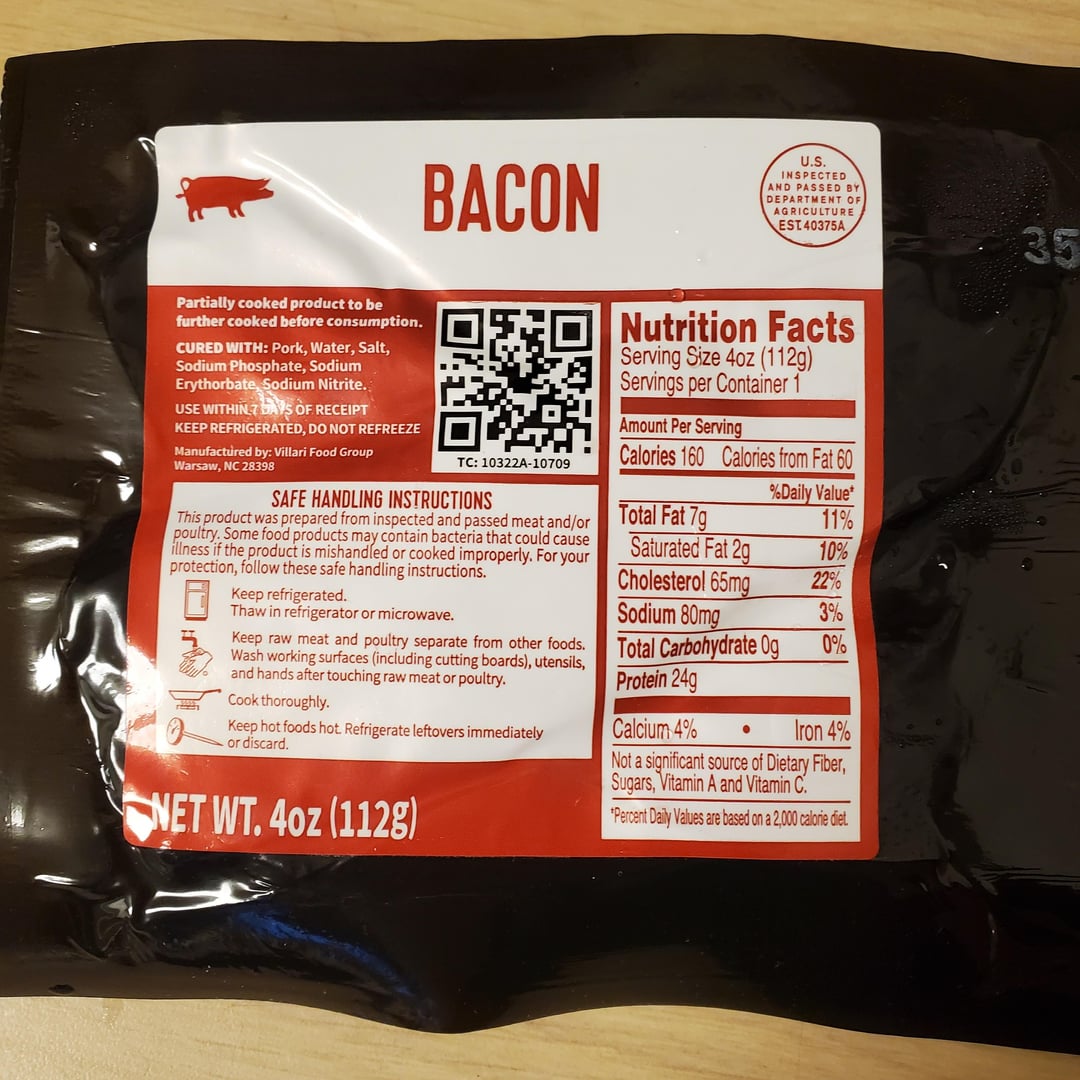 BACON
U.S.
INSPECTED
AND PASSED BY
DEPARTMENT OF
AGRICULTURE
EST.40375A
35
Partially cooked product to be
further cooked before consumption.
CURED WITH: Pork, Water, Salt,
Sodium Phosphate, Sodium
Erythorbate, Sodium Nitrite.
USE WITHIN 7 DAYS OF RECEIPT
KEEP REFRIGERATED, DO NOT REFREEZE
Manufactured by: Villari Food Group
Warsaw, NC 28398
TC: 10322A-10709
SAFE HANDLING INSTRUCTIONS
This product was prepared from inspected and passed meat and/or
poultry. Some food products may contain bacteria that could cause
illness if the product is mishandled or cooked improperly. For your
protection, follow these safe handling instructions.
Keep refrigerated.
Thaw in refrigerator or microwave.
Keep raw meat and poultry separate from other foods.
Wash working surfaces (including cutting boards), utensils,
and hands after touching raw meat or poultry.
Cook thoroughly.
Keep hot foods hot. Refrigerate leftovers immediately
or discard.
NET WT. 4oz (112g)
Nutrition Facts
Serving Size 4oz (112g)
Servings per Container 1
Amount Per Serving
Calories 160 Calories from Fat 60
%Daily Value*
Total Fat 7g 11%
Saturated Fat 2g 10%
Cholesterol 65mg 22%
Sodium 80mg 3%
Total Carbohydrate 0g 0%
Protein 24g
Calcium 4% • Iron 4%
Not a significant source of Dietary Fiber,
Sugars, Vitamin A and Vitamin C.
*Percent Daily Values are based on a 2,000 calorie diet.